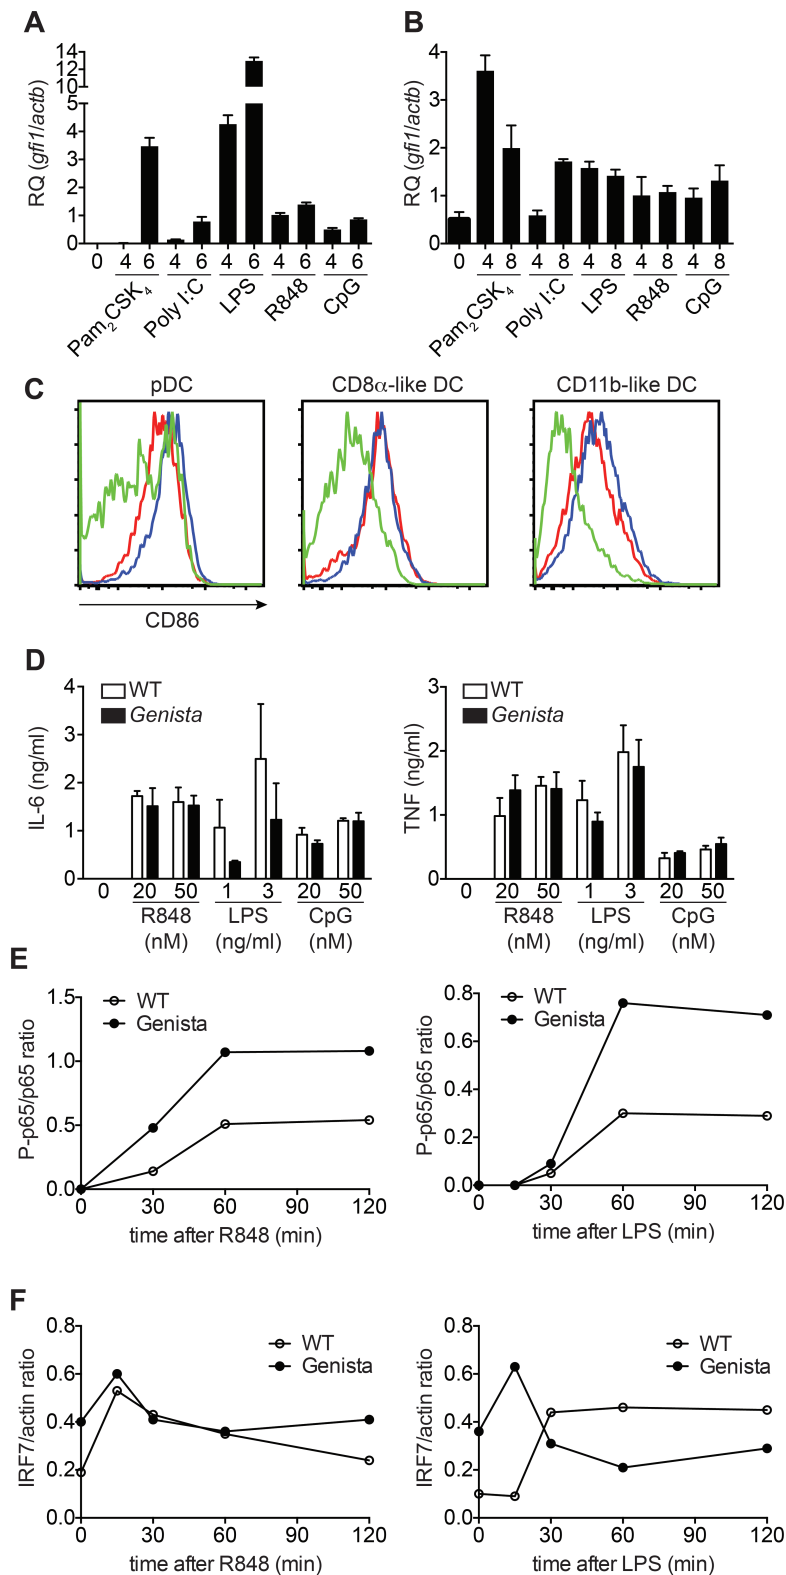 A
B
RQ (gfi1/actb)
14
12
10
5
4
3
2
1
0
0 4 6 4 6 4 6 4 6 4 6
Pam2CSK4 Poly I:C LPS R848 CpG
RQ (gfi1/actb)
4
3
2
1
0
0 4 8 4 8 4 8 4 8 4 8
Pam2CSK4 Poly I:C LPS R848 CpG
C
pDC
CD8α-like DC
CD11b-like DC
CD86
D
IL-6 (ng/ml)
4
3
2
1
0
WT
Genista
0 20 50 1 3 20 50
R848 LPS CpG
(nM) (ng/ml) (nM)
TNF (ng/ml)
3
2
1
0
WT
Genista
0 20 50 1 3 20 50
R848 LPS CpG
(nM) (ng/ml) (nM)
E
P-p65/p65 ratio
1.5
1.0
0.5
0.0
WT
Genista
0 30 60 90 120
time after R848 (min)
P-p65/p65 ratio
0.8
0.6
0.4
0.2
0.0
WT
Genista
0 30 60 90 120
time after LPS (min)
F
IRF7/actin ratio
0.8
0.6
0.4
0.2
0.0
WT
Genista
0 30 60 90 120
time after R848 (min)
IRF7/actin ratio
0.8
0.6
0.4
0.2
0.0
WT
Genista
0 30 60 90 120
time after LPS (min)